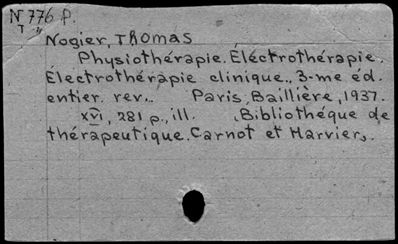 N 776 P.
T
Nogier, Thomas
Physiothérapie. Électrothérapie.
Électrothérapie clinique., 3-me éd.
entier. rev.. Paris, Baillière, 1937.
XVI, 281 p., ill. (Bibliothéque de
thérapeutique. Carnot et Harvier).